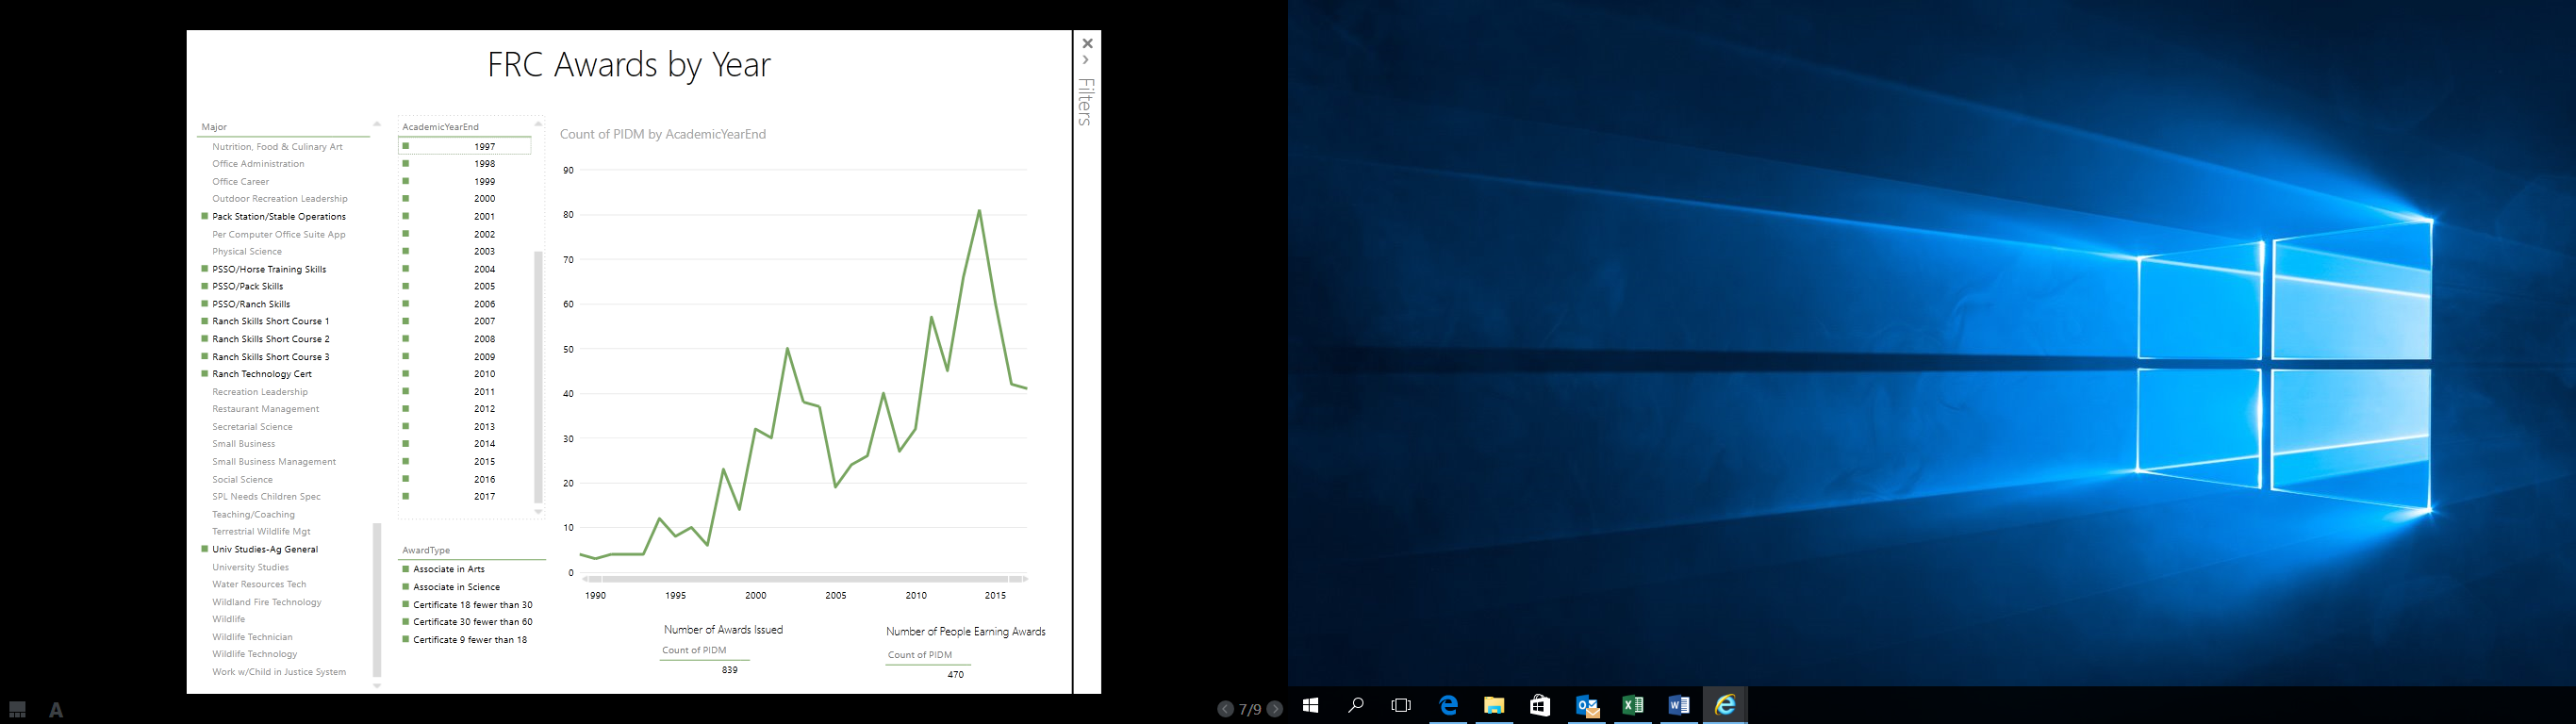 FRC Awards by Year
Filters
Major
Nutrition, Food & Culinary Art
Office Administration
Office Career
Outdoor Recreation Leadership
Pack Station/Stable Operations
Per Computer Office Suite App
Physical Science
PSSO/Horse Training Skills
PSSO/Pack Skills
PSSO/Ranch Skills
Ranch Skills Short Course 1
Ranch Skills Short Course 2
Ranch Skills Short Course 3
Ranch Technology Cert
Recreation Leadership
Restaurant Management
Secretarial Science
Small Business
Small Business Management
Social Science
SPL Needs Children Spec
Teaching/Coaching
Terrestrial Wildlife Mgt
Univ Studies-Ag General
University Studies
Water Resources Tech
Wildland Fire Technology
Wildlife
Wildlife Technician
Wildlife Technology
Work w/Child in Justice System
AcademicYearEnd
1997
1998
1999
2000
2001
2002
2003
2004
2005
2006
2007
2008
2009
2010
2011
2012
2013
2014
2015
2016
2017
AwardType
Associate in Arts
Associate in Science
Certificate 18 fewer than 30
Certificate 30 fewer than 60
Certificate 9 fewer than 18
Count of PIDM by AcademicYearEnd
90
80
70
60
50
40
30
20
10
0
1990 1995 2000 2005 2010 2015
Number of Awards Issued
Count of PIDM
839
Number of People Earning Awards
Count of PIDM
470
A
7/9